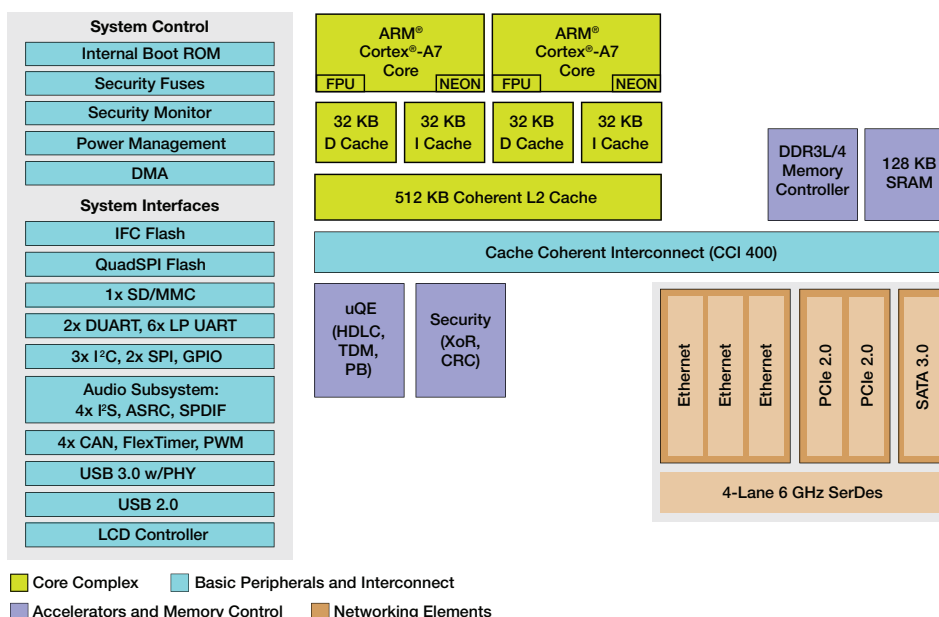 System Control
Internal Boot ROM
Security Fuses
Security Monitor
Power Management
DMA
System Interfaces
IFC Flash
QuadSPI Flash
1x SD/MMC
2x DUART, 6x LP UART
3x I²C, 2x SPI, GPIO
Audio Subsystem:
4x I²S, ASRC, SPDIF
4x CAN, FlexTimer, PWM
USB 3.0 w/PHY
USB 2.0
LCD Controller
ARM®
Cortex®-A7
Core
FPU
NEON
ARM®
Cortex®-A7
Core
FPU
NEON
32 KB
D Cache
32 KB
I Cache
32 KB
D Cache
32 KB
I Cache
512 KB Coherent L2 Cache
DDR3L/4
Memory
Controller
128 KB
SRAM
Cache Coherent Interconnect (CCI 400)
uQE
(HDLC,
TDM,
PB)
Security
(XoR,
CRC)
Ethernet
Ethernet
Ethernet
PCIe 2.0
PCIe 2.0
SATA 3.0
4-Lane 6 GHz SerDes
Core Complex
Basic Peripherals and Interconnect
Accelerators and Memory Control
Networking Elements